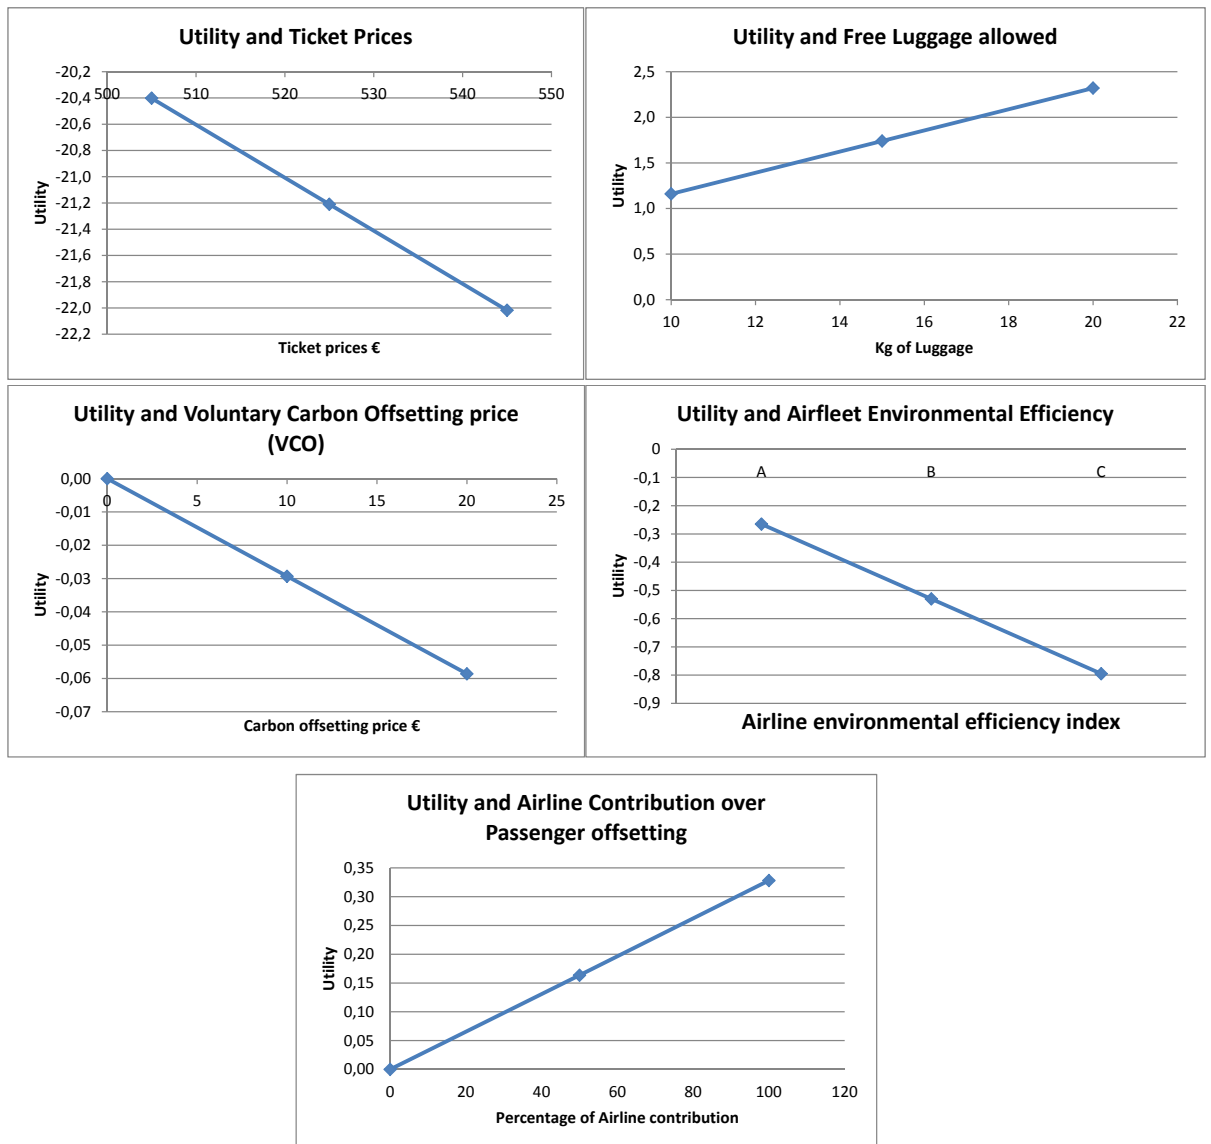 Utility and Ticket Prices
-20,2
-20,4
-20,6
-20,8
-21,0
-21,2
-21,4
-21,6
-21,8
-22,0
-22,2
500 510 520 530 540 550
Utility
Ticket prices €
Utility and Free Luggage allowed
2,5
2,0
1,5
1,0
0,5
0,0
10 12 14 16 18 20 22
Utility
Kg of Luggage
Utility and Voluntary Carbon Offsetting price
(VCO)
0,00
-0,01
-0,02
-0,03
-0,04
-0,05
-0,06
-0,07
0 5 10 15 20 25
Utility
Carbon offsetting price €
Utility and Airfleet Environmental Efficiency
0
-0,1
-0,2
-0,3
-0,4
-0,5
-0,6
-0,7
-0,8
-0,9
A B C
Utility
Airline environmental efficiency index
Utility and Airline Contribution over
Passenger offsetting
0,35
0,30
0,25
0,20
0,15
0,10
0,05
0,00
0 20 40 60 80 100 120
Utility
Percentage of Airline contribution